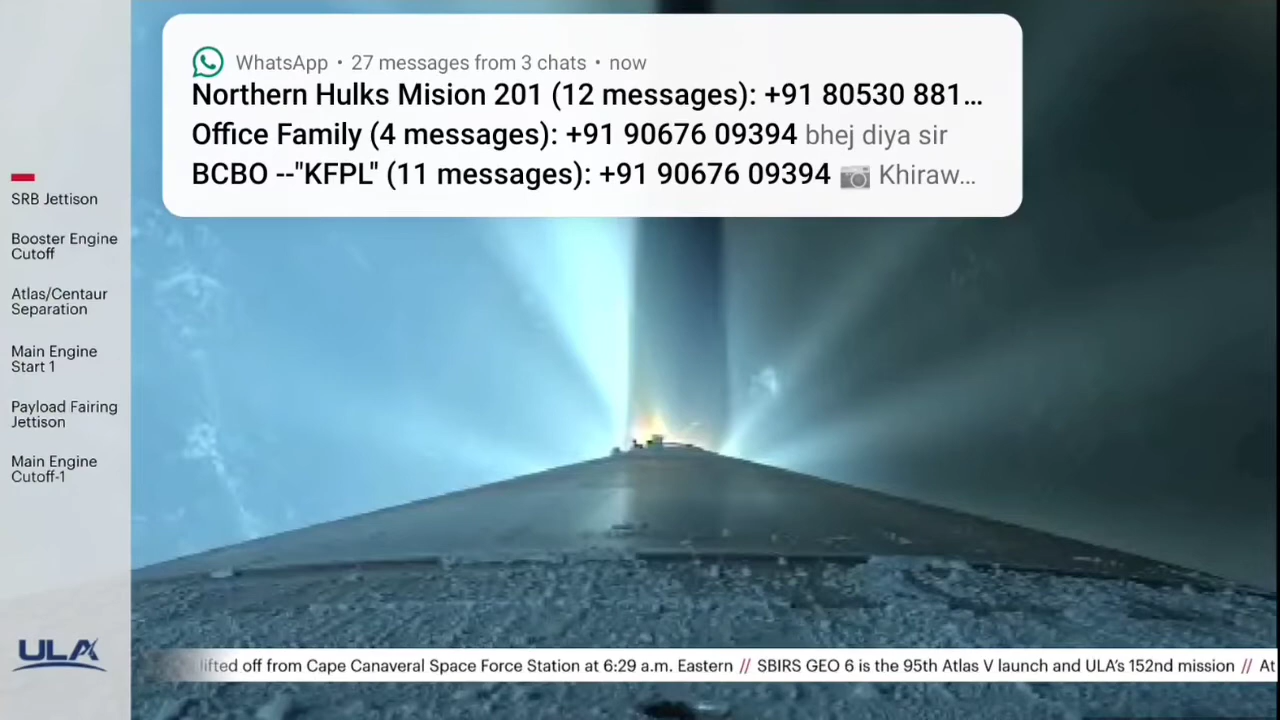 WhatsApp • 27 messages from 3 chats • now
Northern Hulks Mision 201 (12 messages): +91 80530 881...
Office Family (4 messages): +91 90676 09394 bhej diya sir
BCBO --"KFPL" (11 messages): +91 90676 09394 📷 Khiraw...
SRB Jettison
Booster Engine
Cutoff
Atlas/Centaur
Separation
Main Engine
Start 1
Payload Fairing
Jettison
Main Engine
Cutoff-1
ULA
lifted off from Cape Canaveral Space Force Station at 6:29 a.m. Eastern // SBIRS GEO 6 is the 95th Atlas V launch and ULA's 152nd mission // At